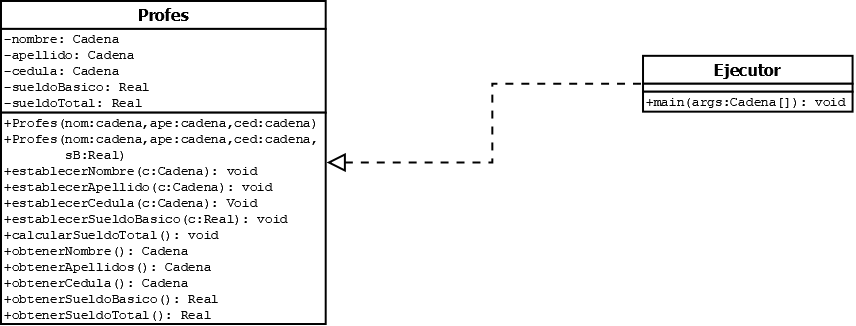 Profes
-nombre: Cadena
-apellido: Cadena
-cedula: Cadena
-sueldoBasico: Real
-sueldoTotal: Real
+Profes(nom:cadena,ape:cadena,ced:cadena)
+Profes(nom:cadena,ape:cadena,ced:cadena,
sB:Real)
+establecerNombre(c:Cadena): void
+establecerApellido(c:Cadena): void
+establecerCedula(c:Cadena): Void
+establecerSueldoBasico(c:Real): void
+calcularSueldoTotal(): void
+obtenerNombre(): Cadena
+obtenerApellidos(): Cadena
+obtenerCedula(): Cadena
+obtenerSueldoBasico(): Real
+obtenerSueldoTotal(): Real
Ejecutor
+main(args:Cadena[]): void